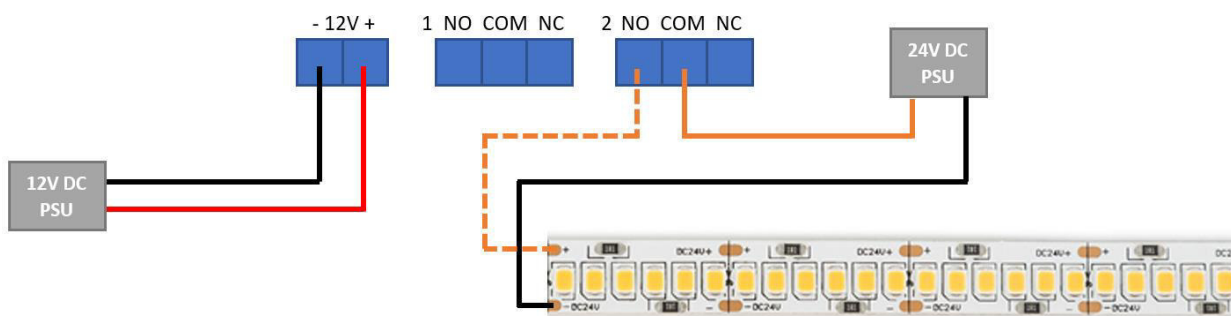 - 12V +
1 NO COM NC
2 NO COM NC
24V DC
PSU
12V DC
PSU
+ DC24V+ + DC24V+ + DC24V+ +
-DC24V - -DC24V - -DC24V - -DC24V